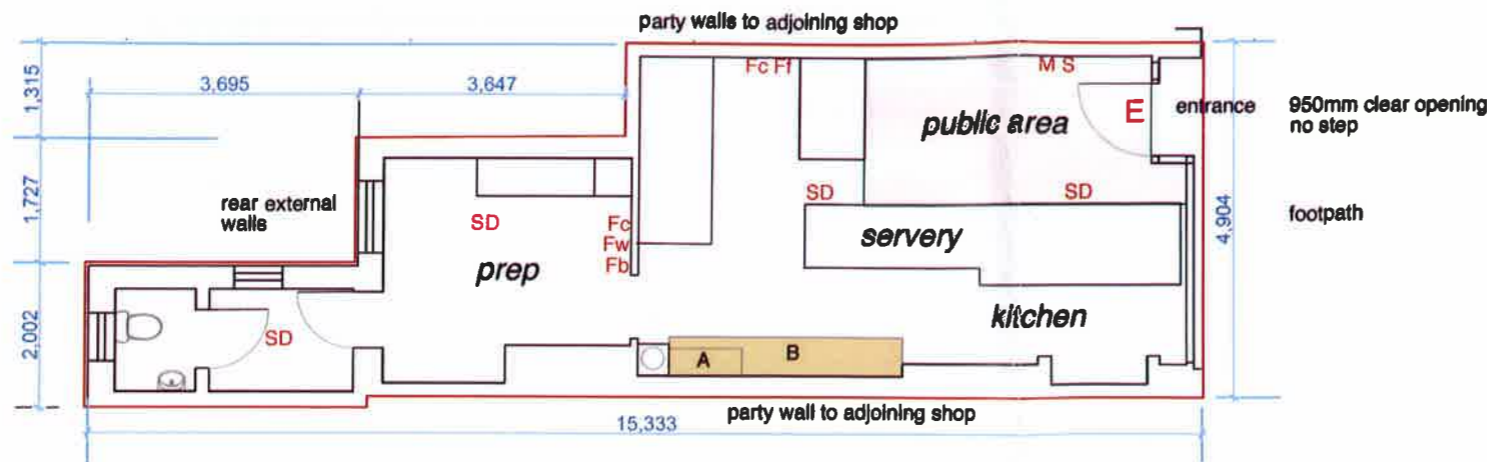 party walls to adjoining shop
1,315
3,695
3,647
Fc Ff
M S
E
entrance
950mm clear opening
no step
public area
1,727
rear external
walls
SD
SD
SD
footpath
4,904
Fc
Fw
Fb
servery
prep
kitchen
2,002
SD
A
B
party wall to adjoining shop
15,333